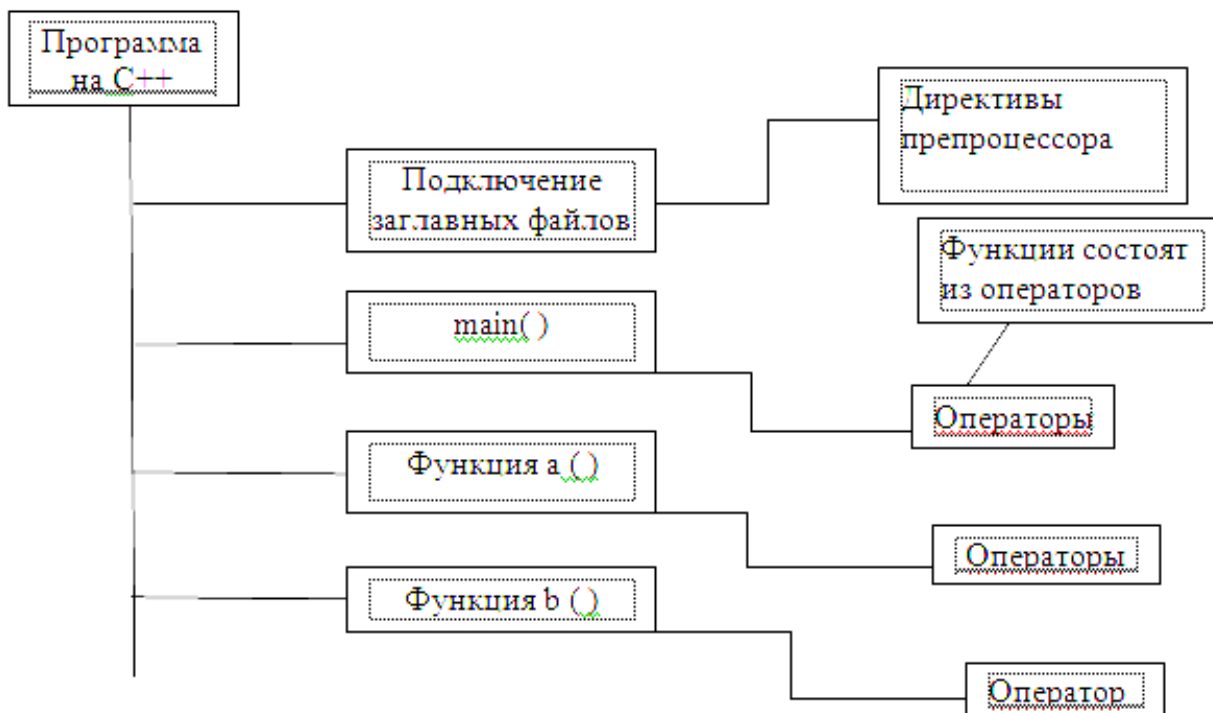 Программа
на C++
Директивы
препроцессора
Подключение
заглавных файлов
Функции состоят
из операторов
main( )
Операторы
Функция a ( )
Операторы
Функция b ( )
Оператор